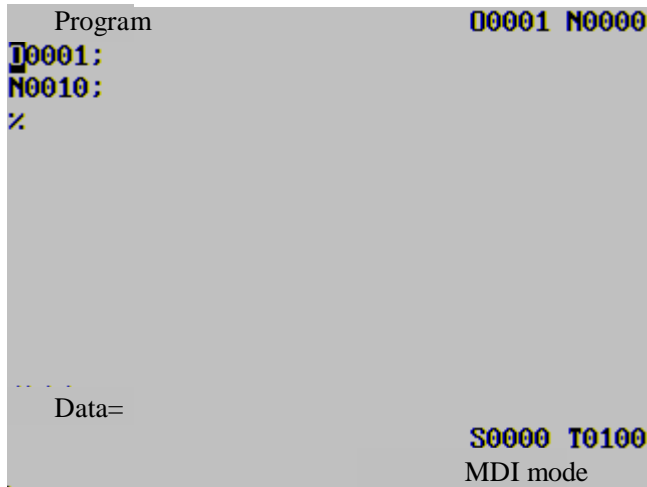 Program O0001 N0000
O0001;
N0010;
%
Data=
S0000 T0100
MDI mode